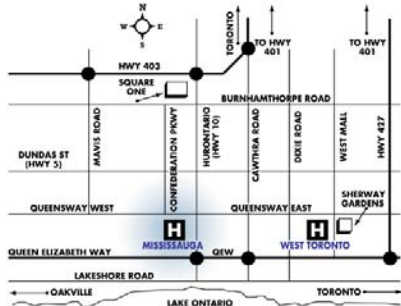 N
W
E
S
TORONTO
TO HWY
401
TO HWY
401
HWY 403
SQUARE
ONE
BURNHAMTHORPE ROAD
MAVIS ROAD
CONFEDERATION PKWY
HURONTARIO
(HWY 10)
CAWTHRA ROAD
DIXIE ROAD
WEST MALL
HWY 427
DUNDAS ST
(HWY 5)
SHERWAY
GARDENS
QUEENSWAY WEST
QUEENSWAY EAST
H
H
MISSISSAUGA
WEST TORONTO
QUEEN ELIZABETH WAY
QEW
LAKESHORE ROAD
OAKVILLE
TORONTO
LAKE ONTARIO